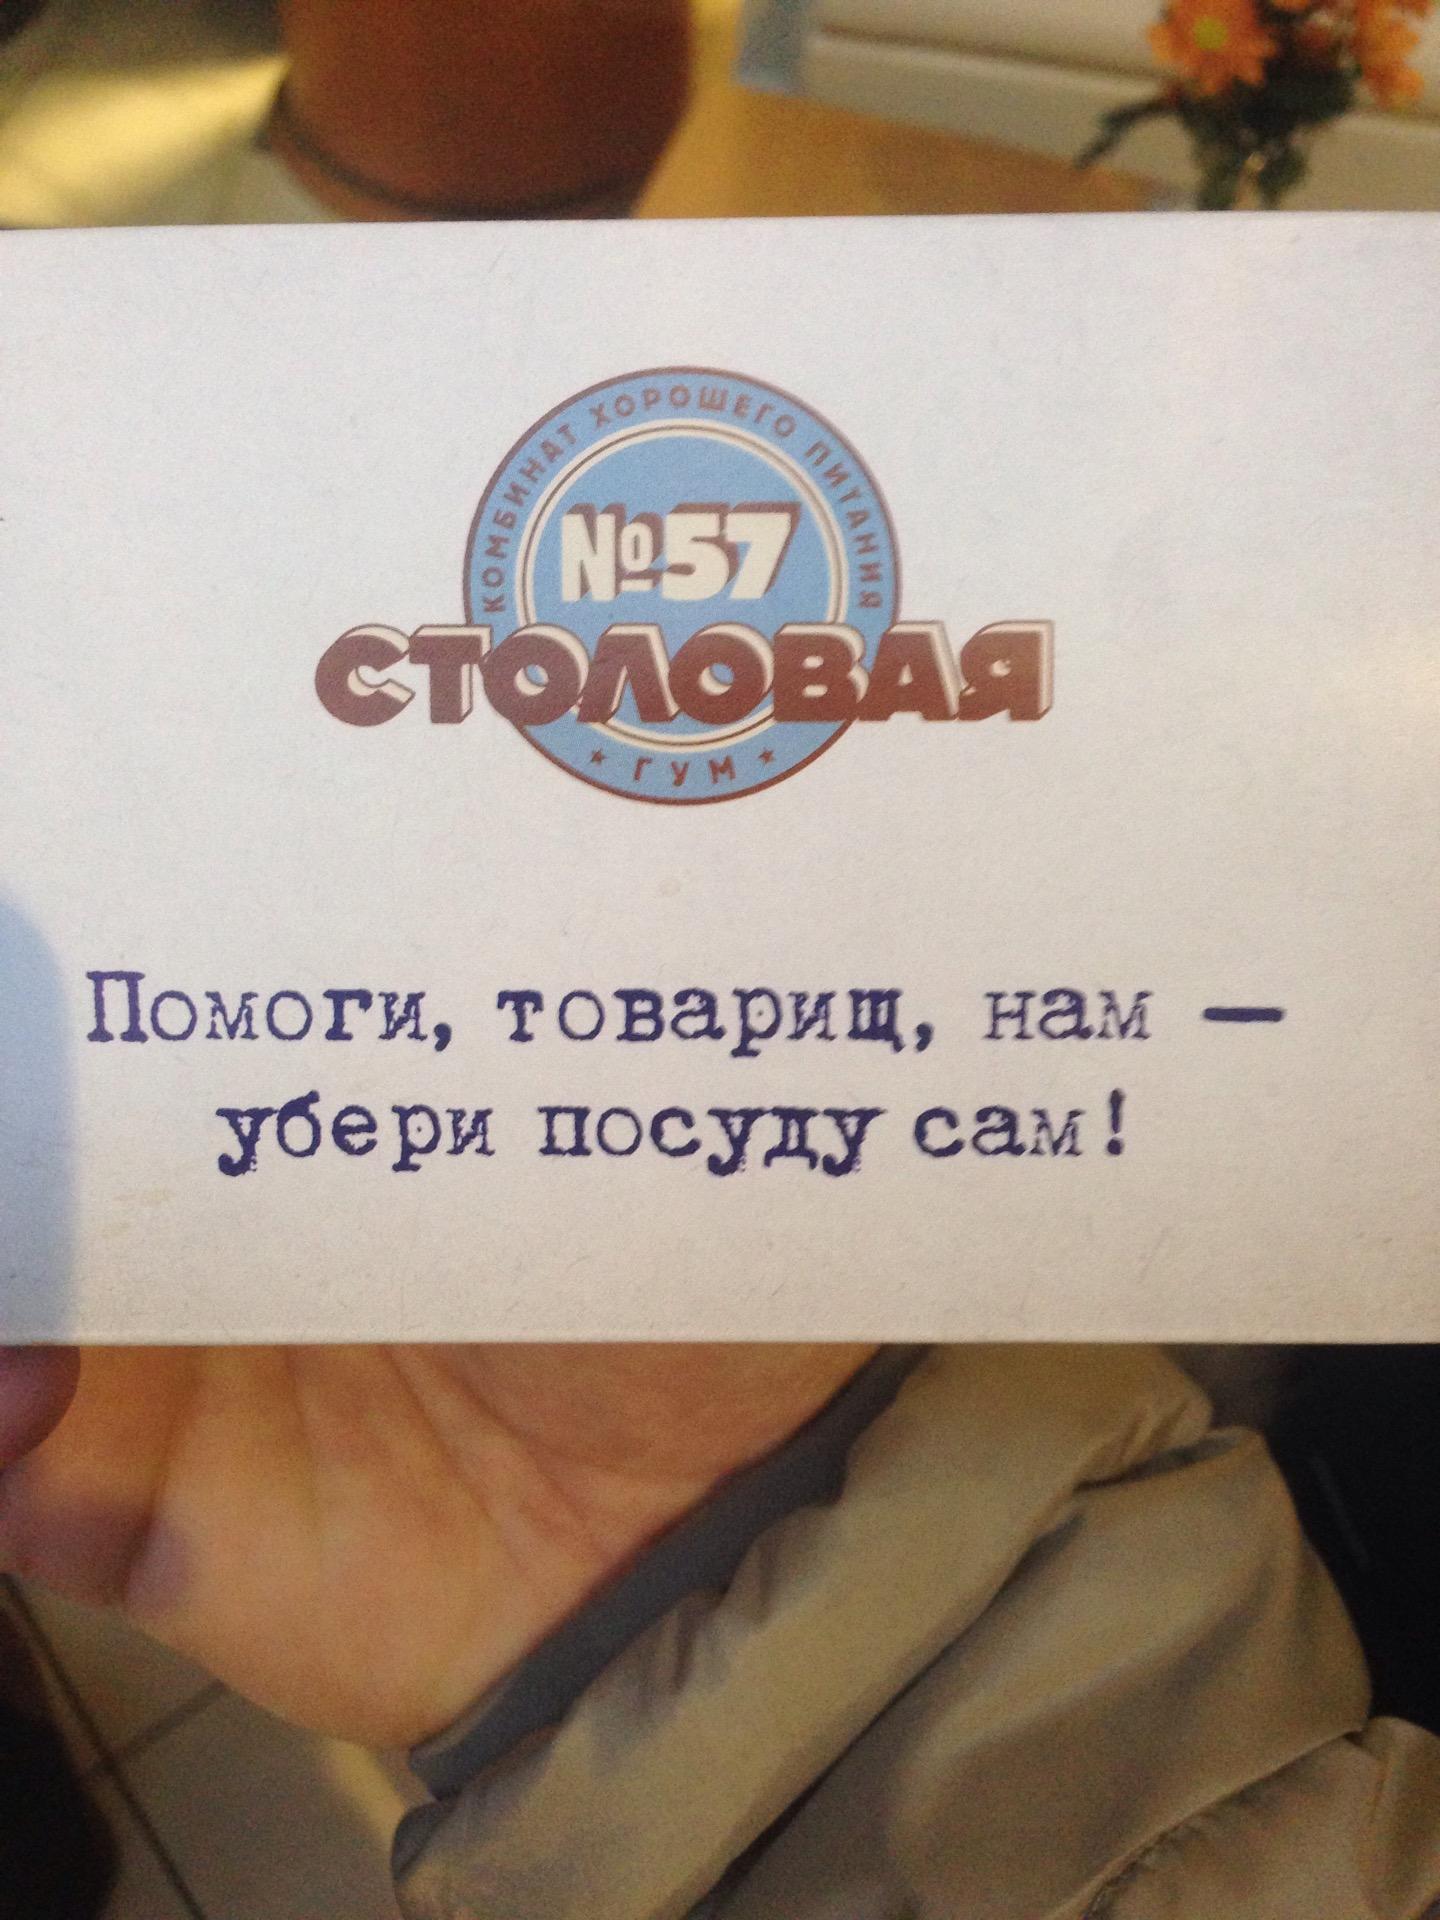 КОМБИНАТ ХОРОШЕГО ПИТАНИЯ
№57
СТОЛОВАЯ
★ ГУМ ★
Помоги, товарищ, нам —
убери посуду сам!